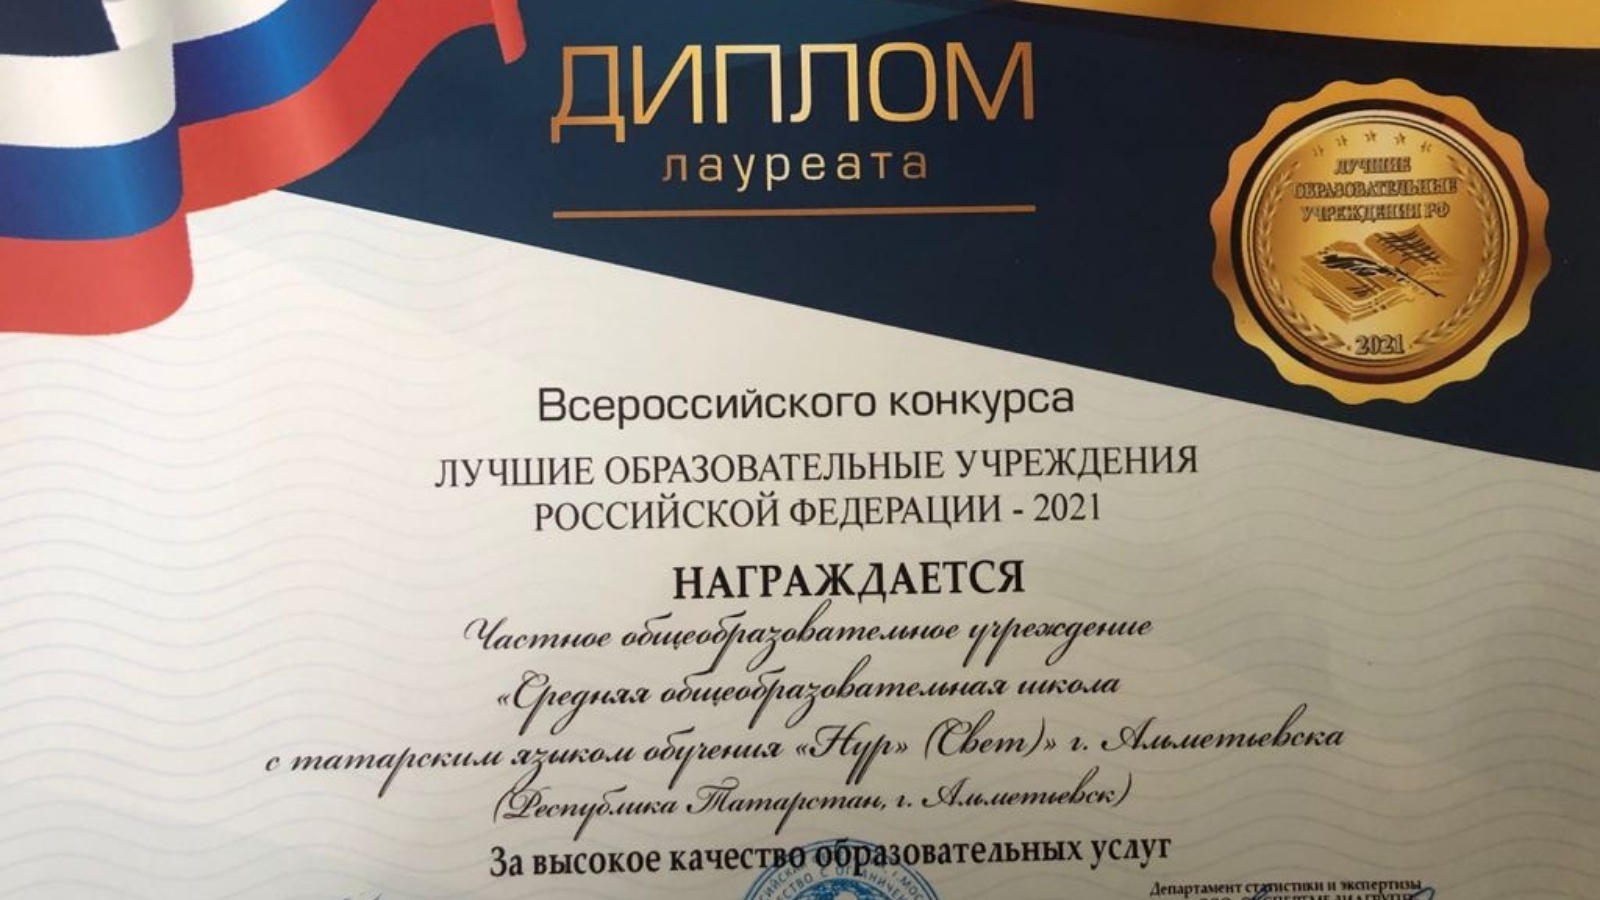 ДИПЛОМ
лауреата
ЛУЧШИЕ
ОБРАЗОВАТЕЛЬНЫЕ
УЧРЕЖДЕНИЯ РФ
2021
Всероссийского конкурса
ЛУЧШИЕ ОБРАЗОВАТЕЛЬНЫЕ УЧРЕЖДЕНИЯ
РОССИЙСКОЙ ФЕДЕРАЦИИ - 2021
НАГРАЖДАЕТСЯ
Частное общеобразовательное учреждение
«Средняя общеобразовательная школа
с татарским языком обучения «Нур» (Свет)» г. Альметьевска
(Республика Татарстан, г. Альметьевск)
За высокое качество образовательных услуг
Департамент статистики и экспертизы